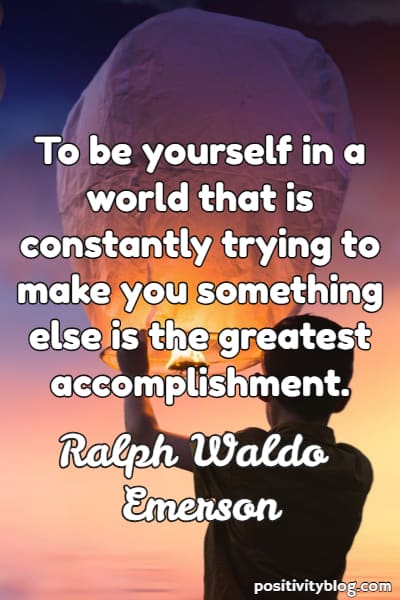 To be yourself in a
world that is
constantly trying to
make you something
else is the greatest
accomplishment.
Ralph Waldo
Emerson
positivityblog.com